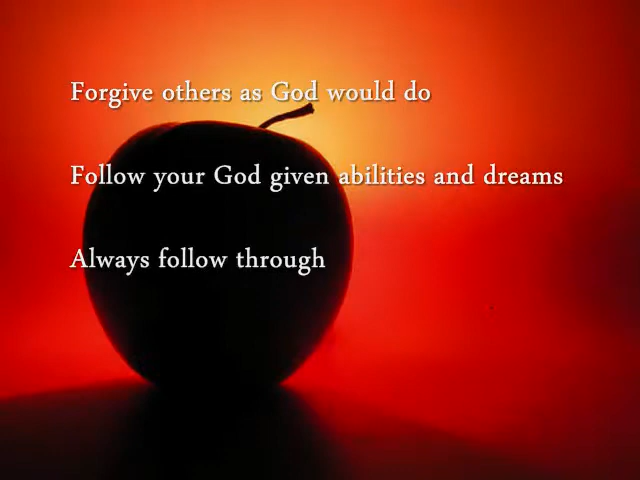 Forgive others as God would do
Follow your God given abilities and dreams
Always follow through